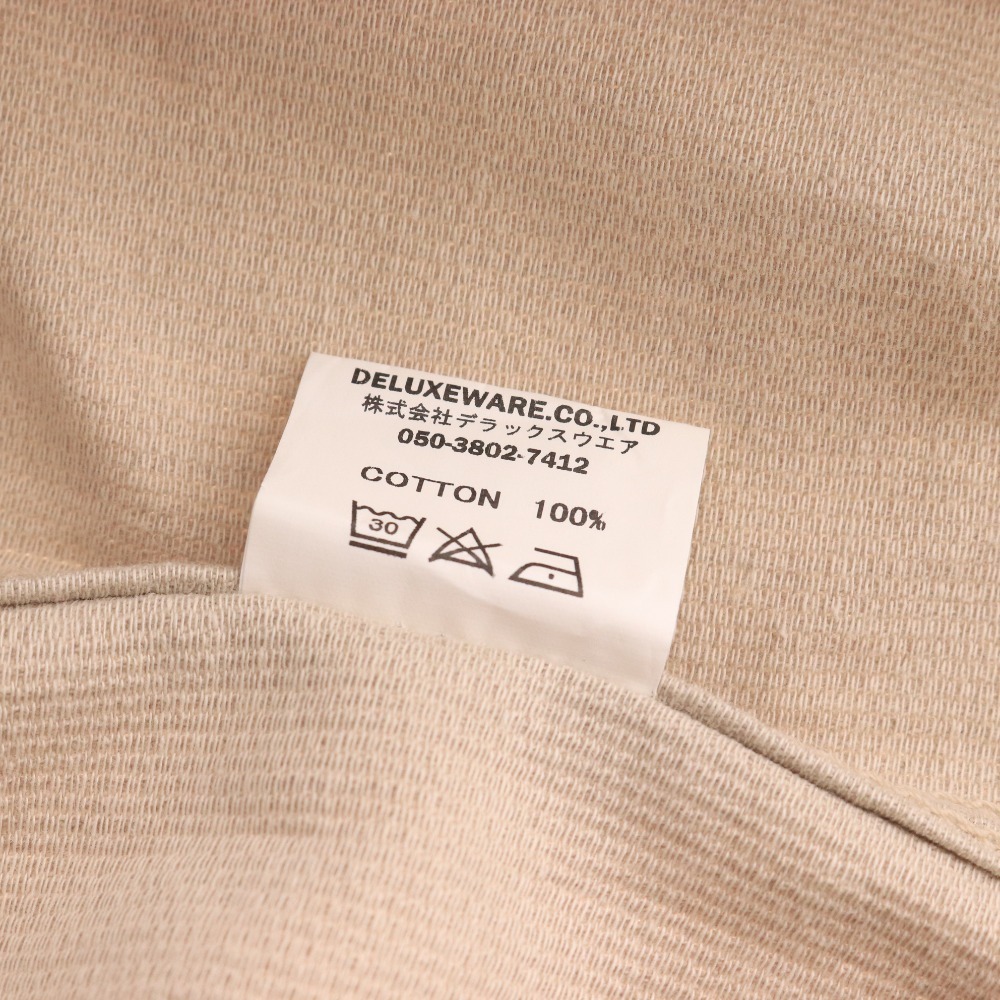 DELUXEWARE.CO.,LTD
株式会社デラックスウエア
050-3802-7412
COTTON 100%
30